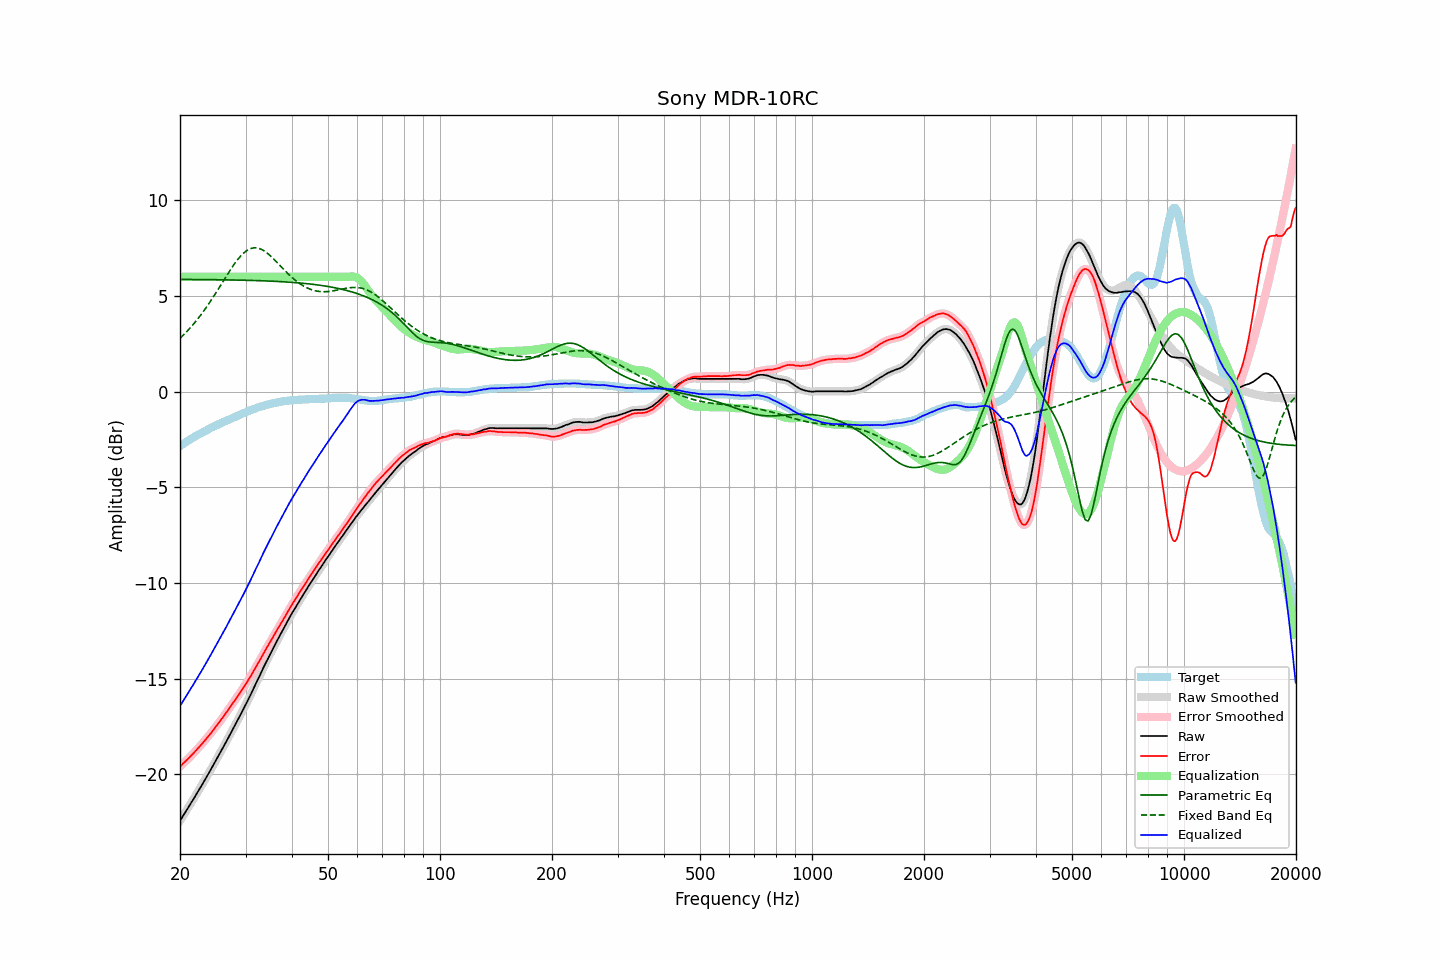 Sony MDR-10RC
Amplitude (dBr)
10
5
0
−5
−10
−15
−20
20
50
100
200
500
1000
2000
5000
10000
20000
Frequency (Hz)
Target
Raw Smoothed
Error Smoothed
Raw
Error
Equalization
Parametric Eq
Fixed Band Eq
Equalized